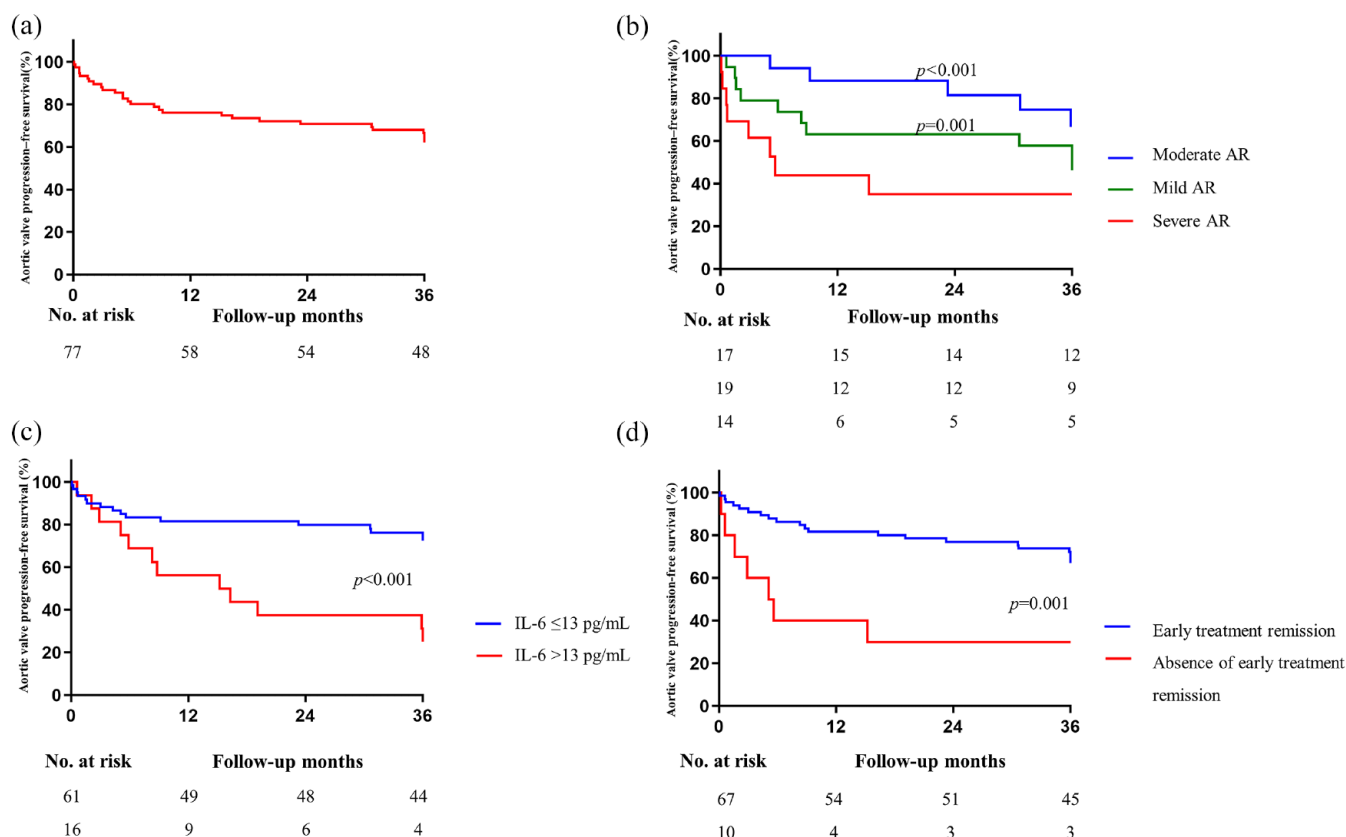 (a)
Aortic valve progression–free survival(%)
100
80
60
40
20
0
0 12 24 36
No. at risk Follow-up months
77 58 54 48
(b)
Aortic valve progression–free survival(%)
100
80
60
40
20
0
p<0.001
p=0.001
0 12 24 36
Moderate AR
Mild AR
Severe AR
No. at risk Follow-up months
17 15 14 12
19 12 12 9
14 6 5 5
(c)
Aortic valve progression-free survival (%)
100
80
60
40
20
0
p<0.001
0 12 24 36
IL-6 ≤13 pg/mL
IL-6 >13 pg/mL
No. at risk Follow-up months
61 49 48 44
16 9 6 4
(d)
Aortic valve progression-free survival (%)
100
80
60
40
20
0
p=0.001
0 12 24 36
Early treatment remission
Absence of early treatment
remission
No. at risk Follow-up months
67 54 51 45
10 4 3 3